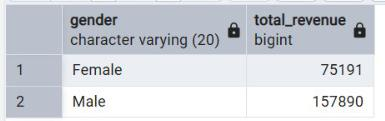 gender total_revenue
character varying (20) bigint
1 Female 75191
2 Male 157890